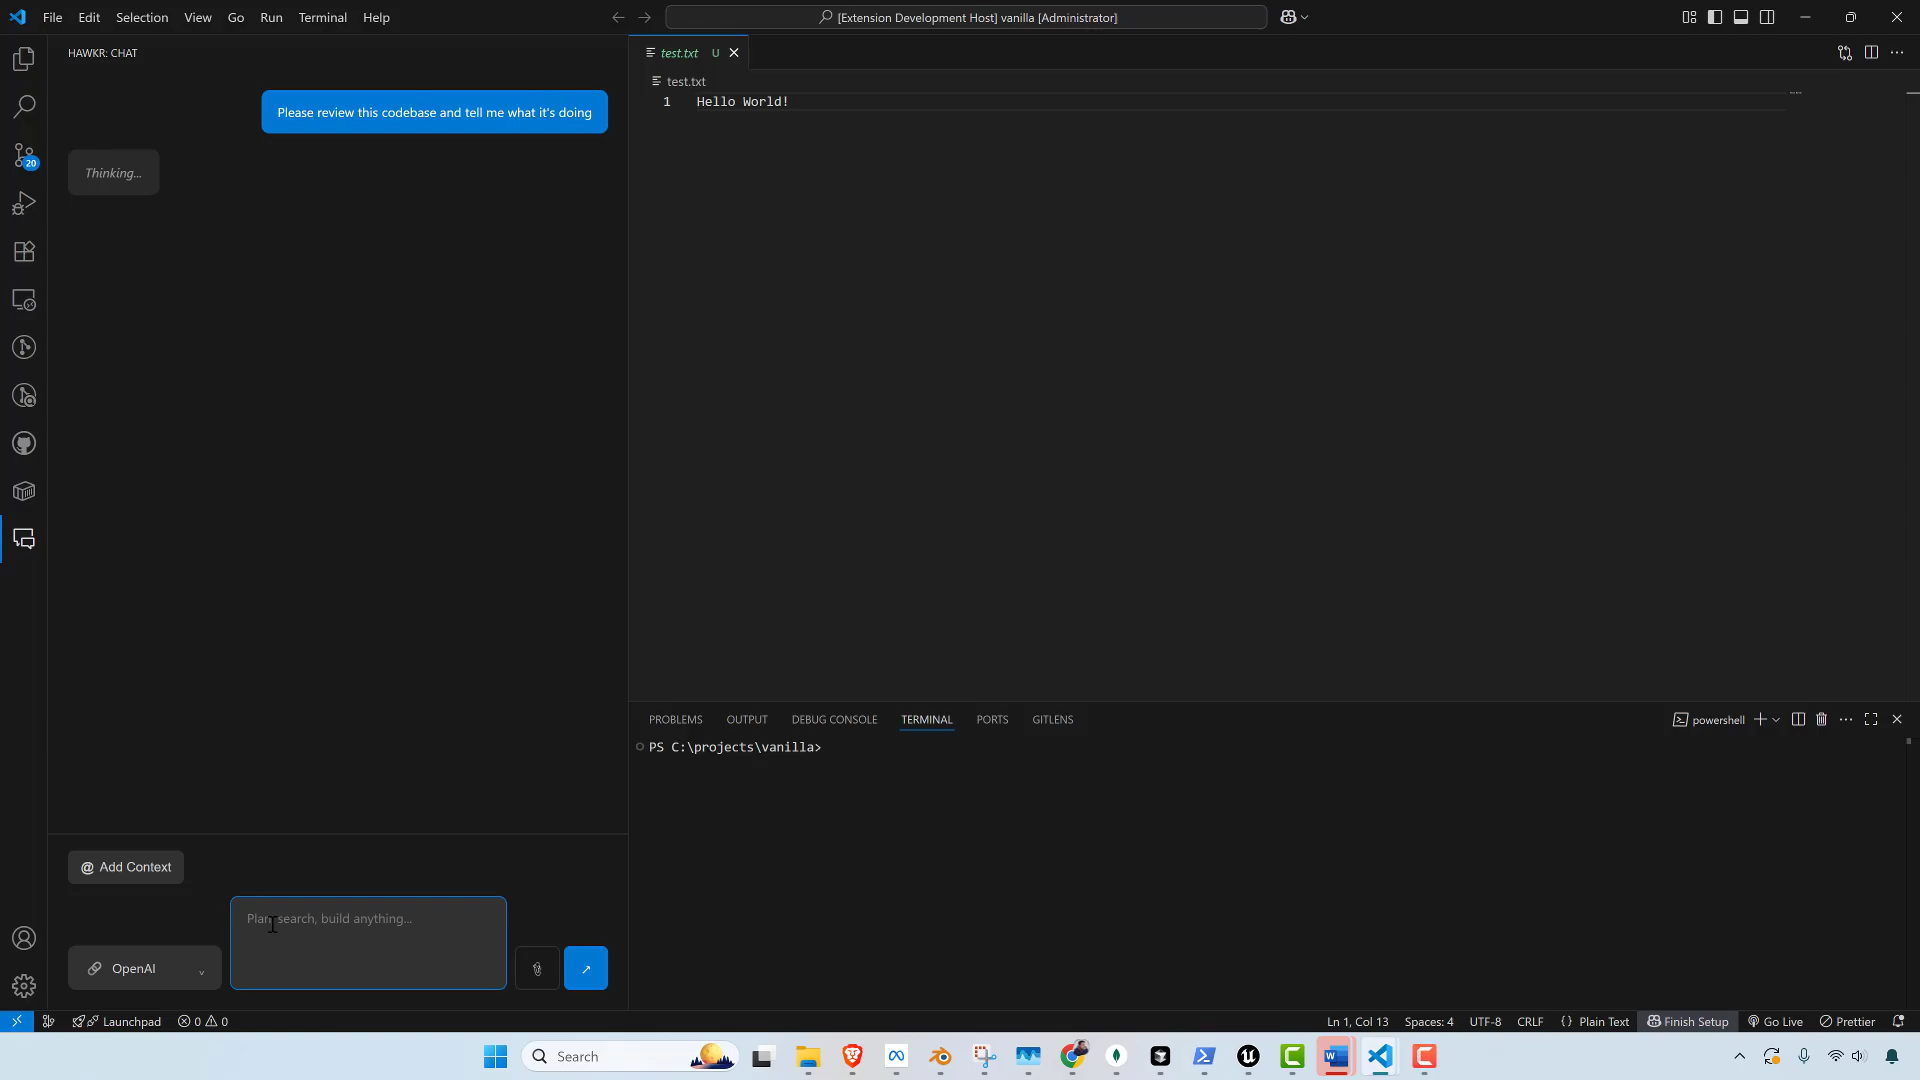 File Edit Selection View Go Run Terminal Help
[Extension Development Host] vanilla [Administrator]
HAWKR: CHAT
test.txt U
test.txt
1 Hello World!
Please review this codebase and tell me what it's doing
Thinking...
20
PROBLEMS OUTPUT DEBUG CONSOLE TERMINAL PORTS GITLENS
powershell
PS C:\projects\vanilla>
@ Add Context
Plan, search, build anything...
OpenAI
Launchpad 0 0
Ln 1, Col 13 Spaces: 4 UTF-8 CRLF {} Plain Text Finish Setup Go Live Prettier
Search